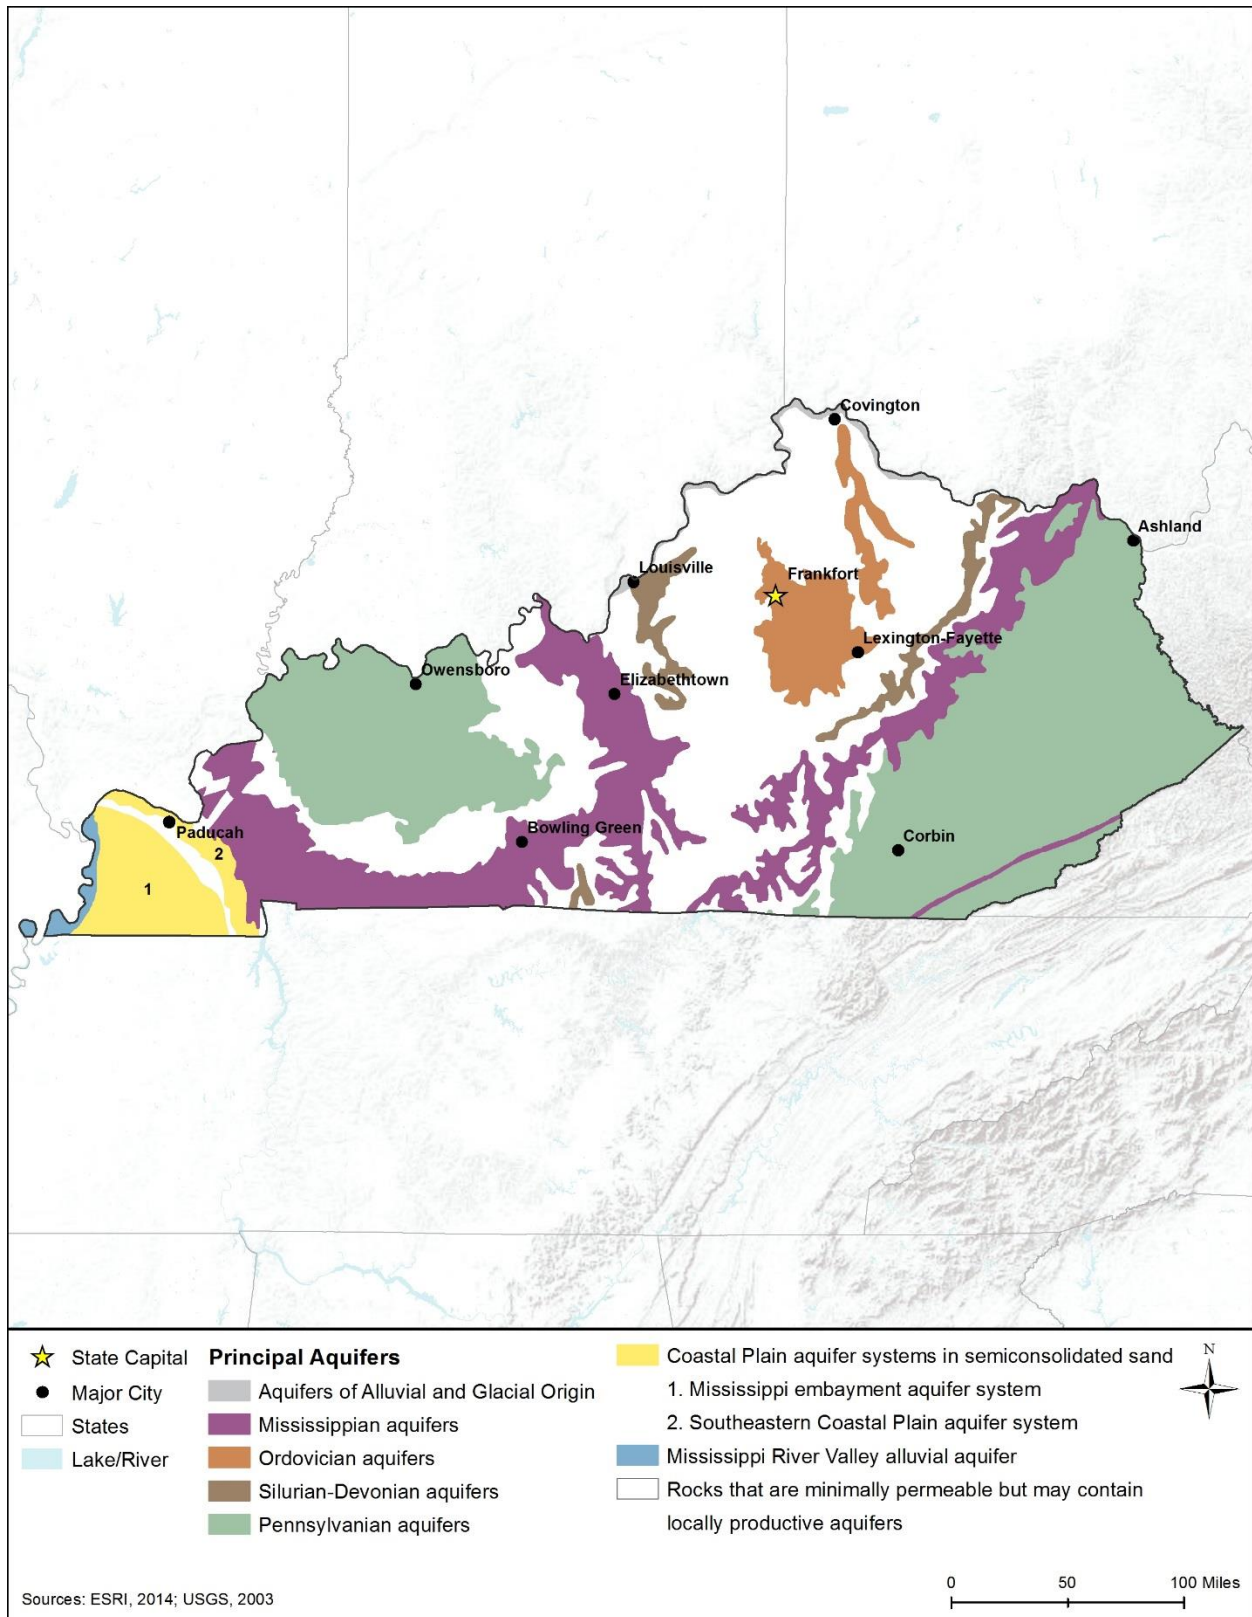 Covington
Ashland
Louisville
Frankfort
Lexington-Fayette
Owensboro
Elizabethtown
Paducah
Bowling Green
Corbin
2
1
State Capital
Major City
States
Lake/River
Principal Aquifers
Aquifers of Alluvial and Glacial Origin
Mississippian aquifers
Ordovician aquifers
Silurian-Devonian aquifers
Pennsylvanian aquifers
Coastal Plain aquifer systems in semiconsolidated sand
1. Mississippi embayment aquifer system
2. Southeastern Coastal Plain aquifer system
Mississippi River Valley alluvial aquifer
Rocks that are minimally permeable but may contain
locally productive aquifers
N
0 50 100 Miles
Sources: ESRI, 2014; USGS, 2003